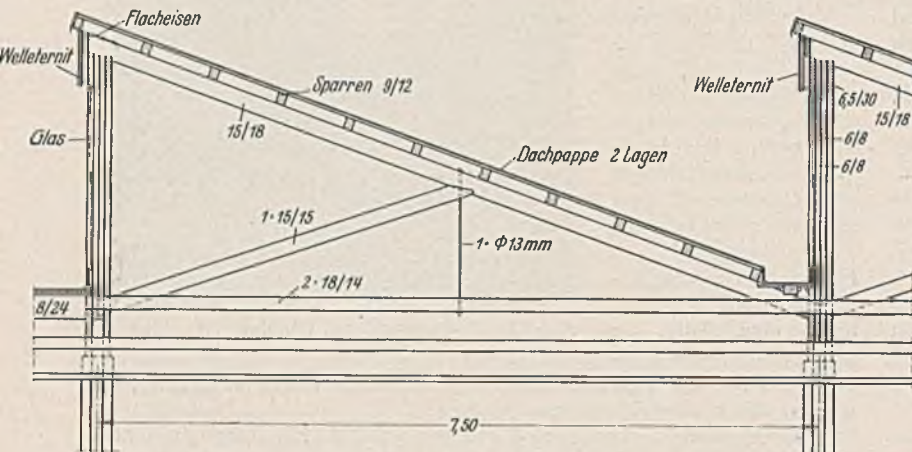 Flacheisen
Welleternit
Sparren 9/12
15/18
Glas
Dachpappe 2 Lagen
1·15/15
1·Φ13mm
2·18/14
8/24
7,50
Welleternit
6,5/30
15/18
6/8
6/8